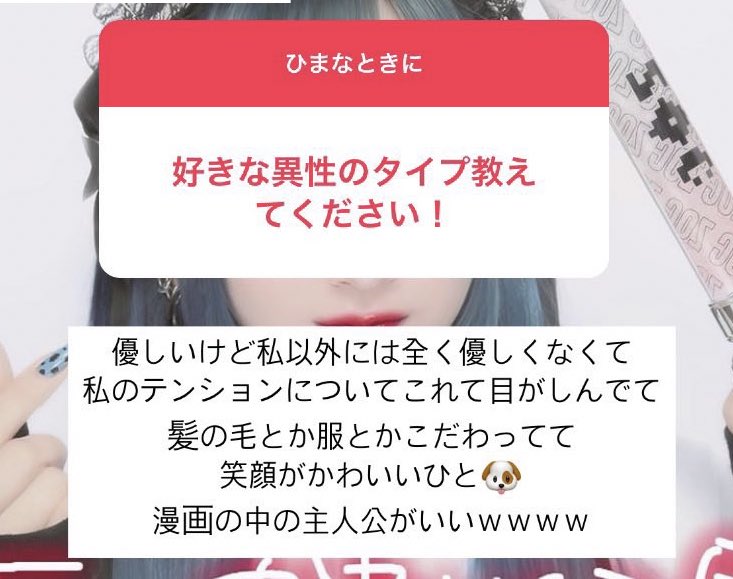 ひまなときに
好きな異性のタイプ教え
てください！
優しいけど私以外には全く優しくなくて
私のテンションについてこれて目がしんでて
髪の毛とか服とかこだわってて
笑顔がかわいいひと🐶
漫画の中の主人公がいいｗｗｗｗ